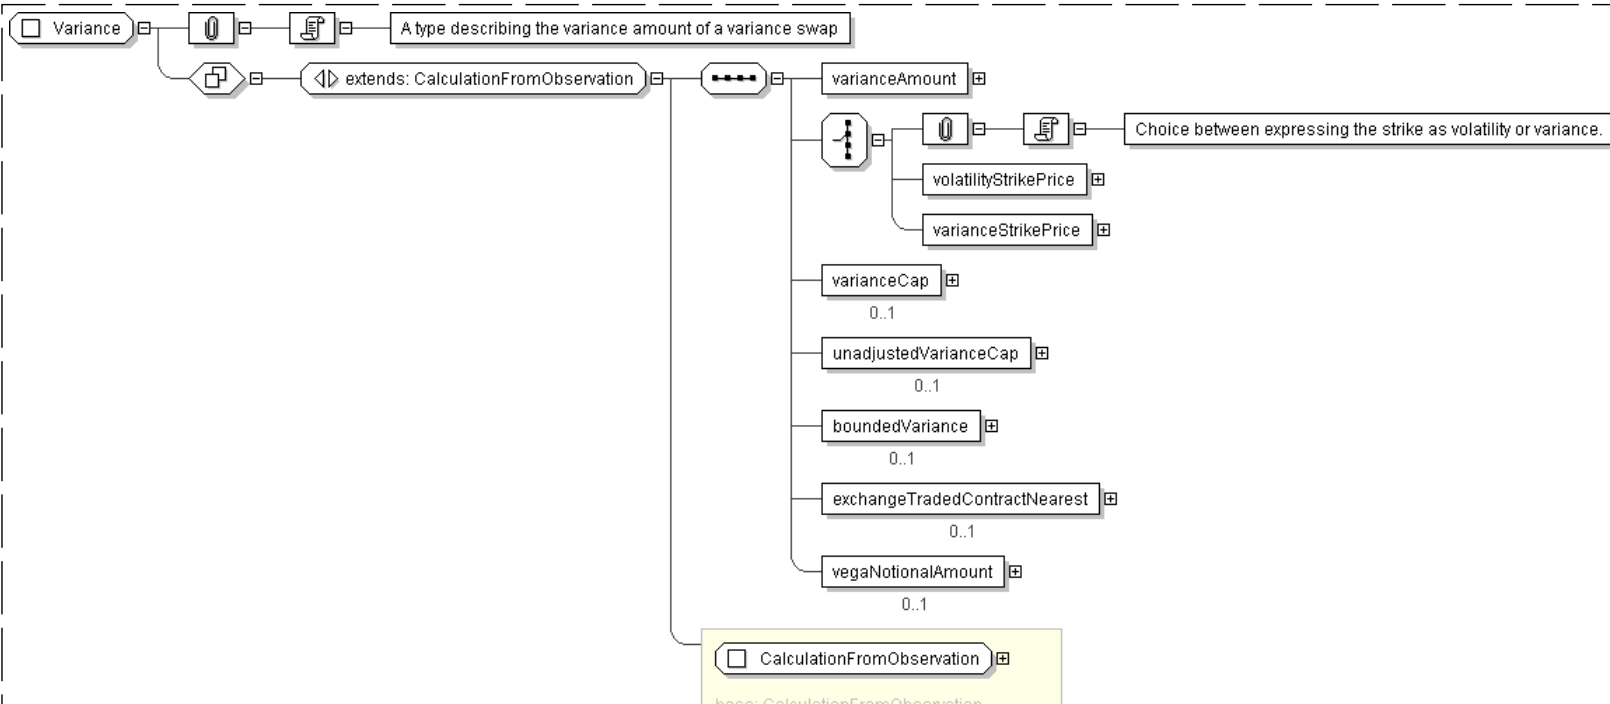 Variance
A type describing the variance amount of a variance swap
extends: CalculationFromObservation
varianceAmount
Choice between expressing the strike as volatility or variance.
volatilityStrikePrice
varianceStrikePrice
varianceCap
0..1
unadjustedVarianceCap
0..1
boundedVariance
0..1
exchangeTradedContractNearest
0..1
vegaNotionalAmount
0..1
CalculationFromObservation
base: CalculationFromObservation